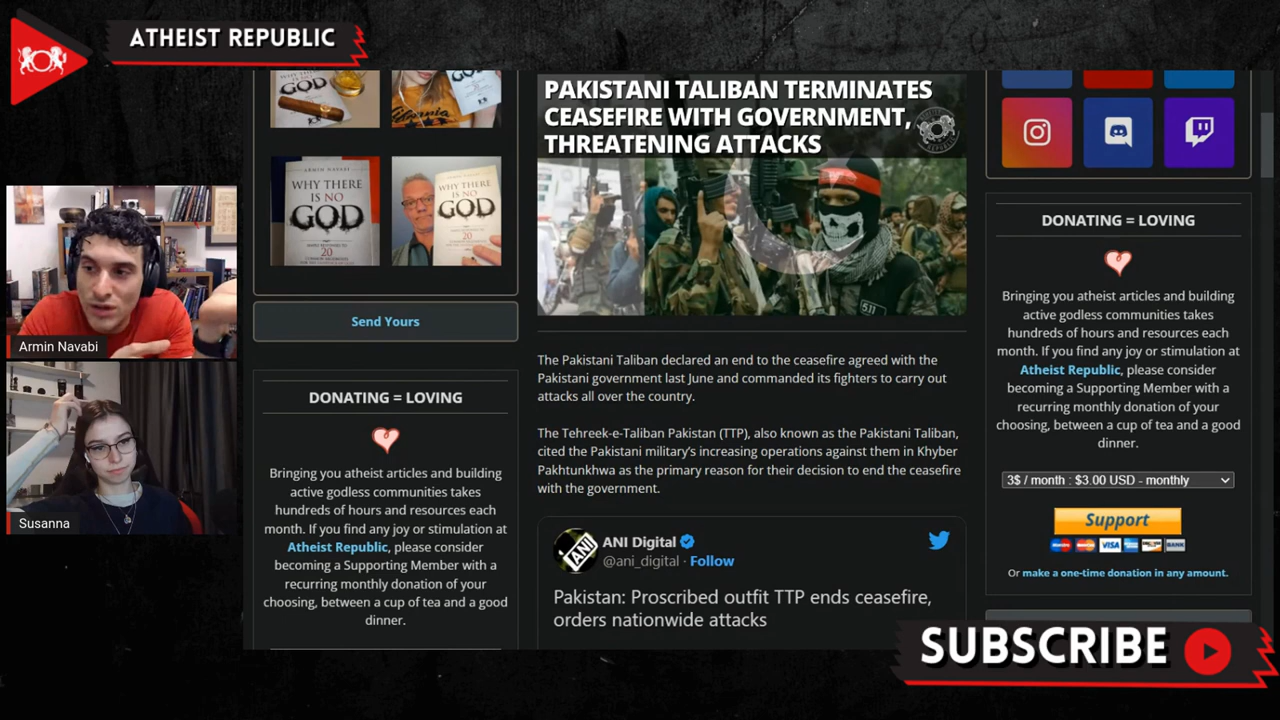 ATHEIST REPUBLIC
Armin Navabi
Susanna
GOD
ARMIN NAVABI
WHY THERE
IS NO
GOD
20
WHY THERE
IS NO
GOD
20
Send Yours
DONATING = LOVING
Bringing you atheist articles and building
active godless communities takes
hundreds of hours and resources each
month. If you find any joy or stimulation at
Atheist Republic, please consider
becoming a Supporting Member with a
recurring monthly donation of your
choosing, between a cup of tea and a good
dinner.
PAKISTANI TALIBAN TERMINATES
CEASEFIRE WITH GOVERNMENT,
THREATENING ATTACKS
5.11
The Pakistani Taliban declared an end to the ceasefire agreed with the
Pakistani government last June and commanded its fighters to carry out
attacks all over the country.
The Tehreek-e-Taliban Pakistan (TTP), also known as the Pakistani Taliban,
cited the Pakistani military's increasing operations against them in Khyber
Pakhtunkhwa as the primary reason for their decision to end the ceasefire
with the government.
ANI
ANI Digital
@ani_digital · Follow
Pakistan: Proscribed outfit TTP ends ceasefire,
orders nationwide attacks
DONATING = LOVING
Bringing you atheist articles and building
active godless communities takes
hundreds of hours and resources each
month. If you find any joy or stimulation at
Atheist Republic, please consider
becoming a Supporting Member with a
recurring monthly donation of your
choosing, between a cup of tea and a good
dinner.
3$ / month : $3.00 USD - monthly
Support
VISA
BANK
Or make a one-time donation in any amount.
SUBSCRIBE